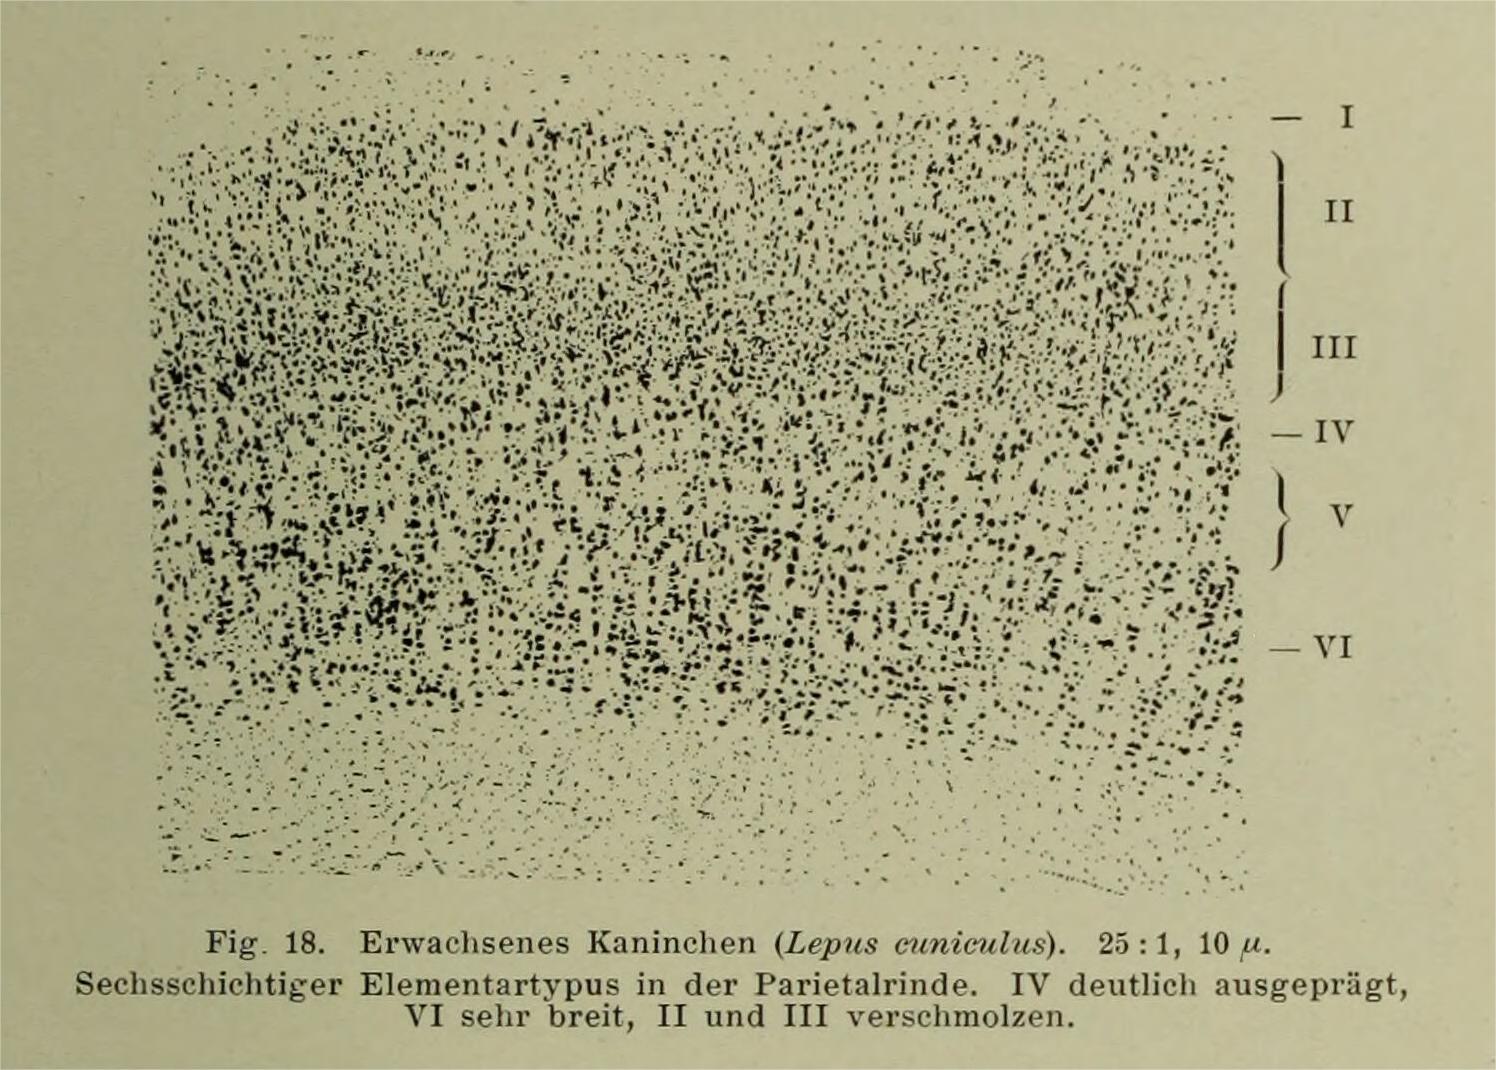 — I
II
III
— IV
V
— VI
Fig. 18. Erwachsenes Kaninchen (Lepus cuniculus). 25 : 1, 10 μ.
Sechsschichtiger Elementartypus in der Parietalrinde. IV deutlich ausgeprägt,
VI sehr breit, II und III verschmolzen.